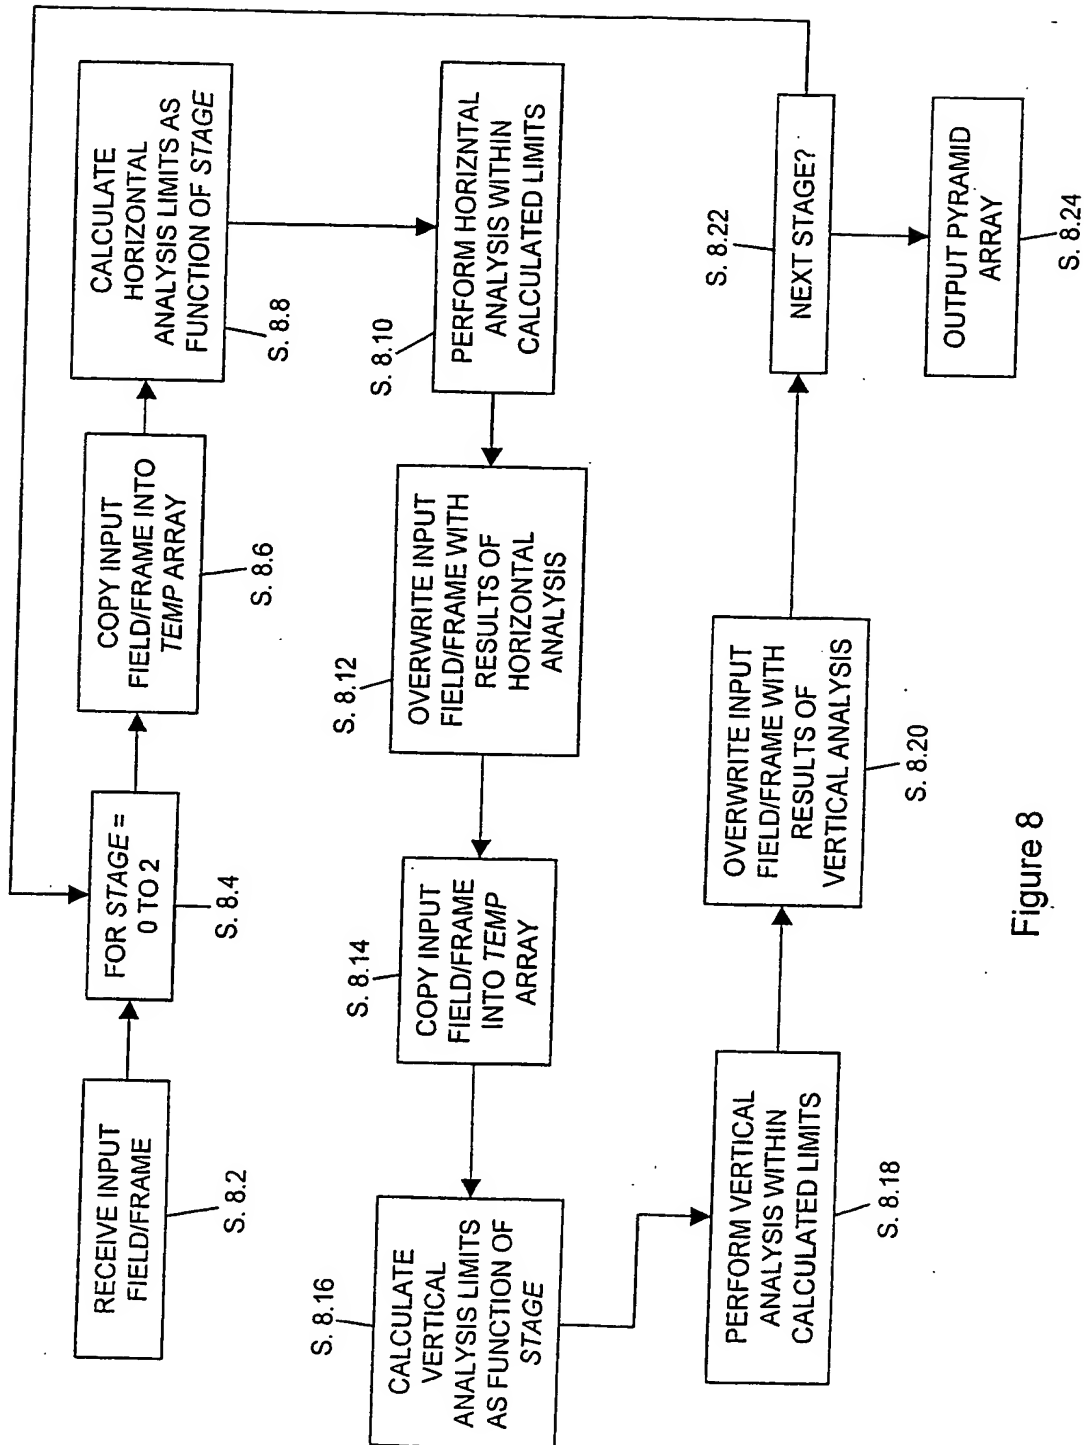 RECEIVE INPUT
FIELD/FRAME
S. 8.2
FOR STAGE =
0 TO 2
S. 8.4
COPY INPUT
FIELD/FRAME INTO
TEMP ARRAY
S. 8.6
CALCULATE
HORIZONTAL
ANALYSIS LIMITS AS
FUNCTION OF STAGE
S. 8.8
PERFORM HORIZNTAL
ANALYSIS WITHIN
CALCULATED LIMITS
S. 8.10
OVERWRITE INPUT
FIELD/FRAME WITH
RESULTS OF
HORIZONTAL
ANALYSIS
S. 8.12
COPY INPUT
FIELD/FRAME
INTO TEMP
ARRAY
S. 8.14
CALCULATE
VERTICAL
ANALYSIS LIMITS
AS FUNCTION OF
STAGE
S. 8.16
PERFORM VERTICAL
ANALYSIS WITHIN
CALCULATED LIMITS
S. 8.18
OVERWRITE INPUT
FIELD/FRAME WITH
RESULTS OF
VERTICAL ANALYSIS
S. 8.20
NEXT STAGE?
S. 8.22
OUTPUT PYRAMID
ARRAY
S. 8.24
Figure 8